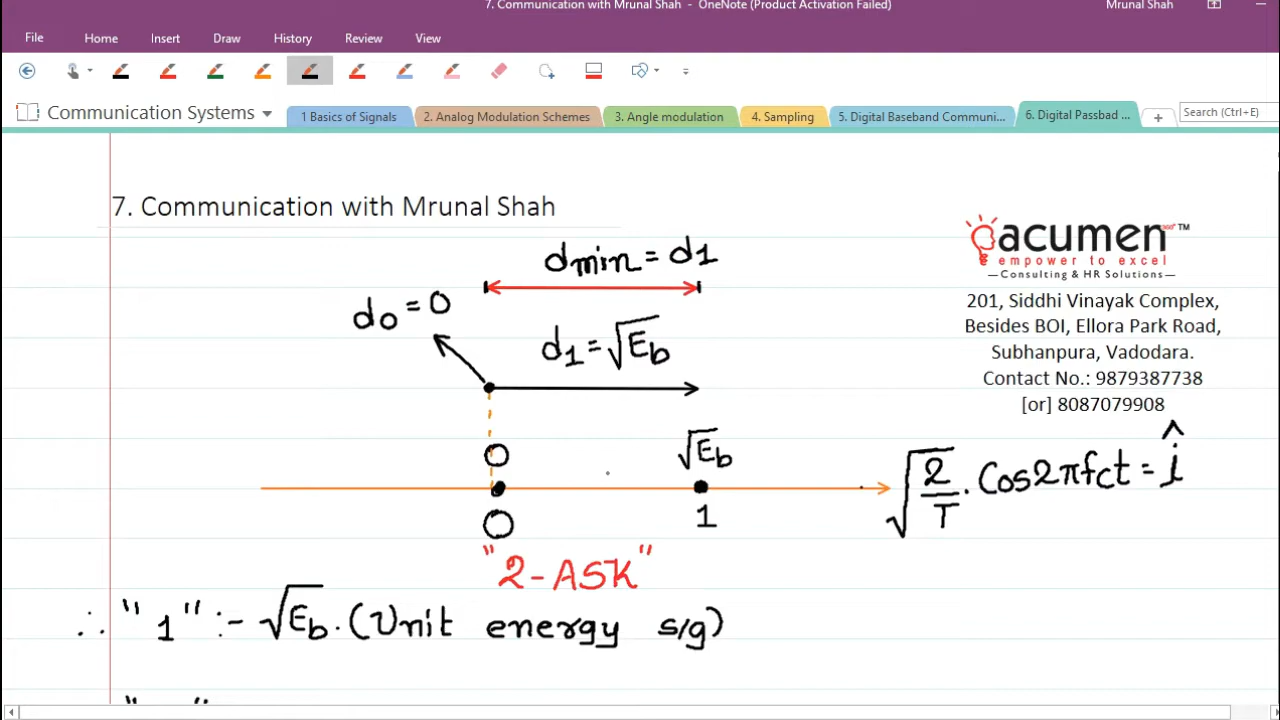 7. Communication with Mrunal Shah - OneNote (Product Activation Failed) Mrunal Shah
File Home Insert Draw History Review View
Communication Systems 1 Basics of Signals 2. Analog Modulation Schemes 3. Angle modulation 4. Sampling 5. Digital Baseband Communi... 6. Digital Passbad ... + Search (Ctrl+E)
7. Communication with Mrunal Shah
acumen 360° TM
empower to excel
—Consulting & HR Solutions—
201, Siddhi Vinayak Complex,
Besides BOI, Ellora Park Road,
Subhanpura, Vadodara.
Contact No.: 9879387738
[or] 8087079908
dmin = d1
d0 = 0
d1 = √Eb
0 √Eb
√2/T . Cos2πfct = î
0 1
"2-ASK"
∴ "1" :- √Eb. (Unit energy s/g)